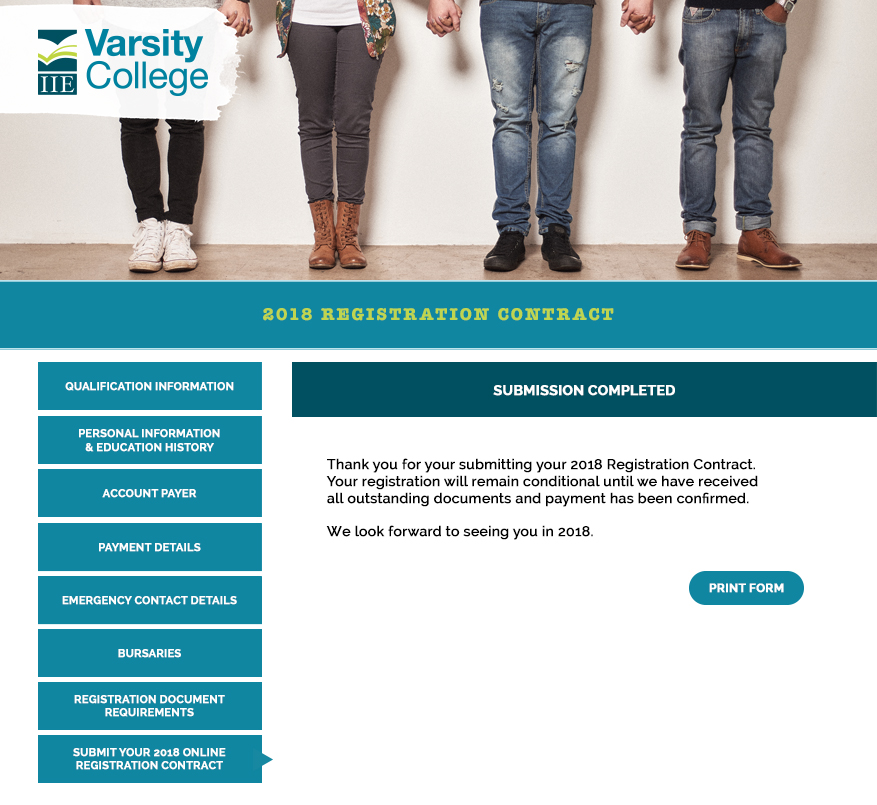 Varsity
College
IIE
2018 REGISTRATION CONTRACT
QUALIFICATION INFORMATION
PERSONAL INFORMATION
& EDUCATION HISTORY
ACCOUNT PAYER
PAYMENT DETAILS
EMERGENCY CONTACT DETAILS
BURSARIES
REGISTRATION DOCUMENT
REQUIREMENTS
SUBMIT YOUR 2018 ONLINE
REGISTRATION CONTRACT
SUBMISSION COMPLETED
Thank you for your submitting your 2018 Registration Contract.
Your registration will remain conditional until we have received
all outstanding documents and payment has been confirmed.
We look forward to seeing you in 2018.
PRINT FORM